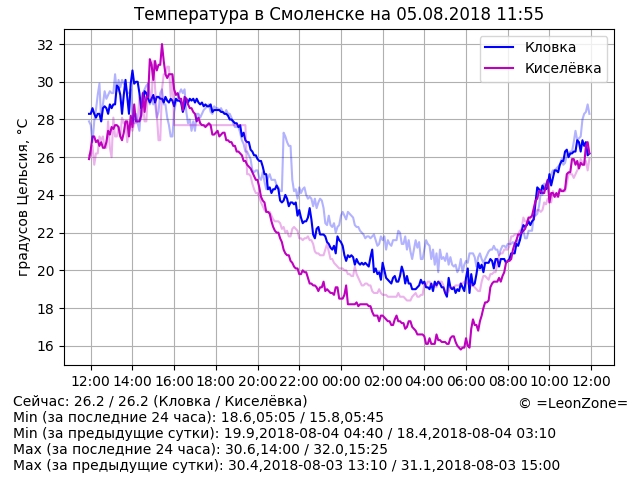 Температура в Смоленске на 05.08.2018 11:55
Кловка
Киселёвка
градусов Цельсия, °C
32
30
28
26
24
22
20
18
16
12:00 14:00 16:00 18:00 20:00 22:00 00:00 02:00 04:00 06:00 08:00 10:00 12:00
Сейчас: 26.2 / 26.2 (Кловка / Киселёвка)
© =LeonZone=
Min (за последние 24 часа): 18.6,05:05 / 15.8,05:45
Min (за предыдущие сутки): 19.9,2018-08-04 04:40 / 18.4,2018-08-04 03:10
Max (за последние 24 часа): 30.6,14:00 / 32.0,15:25
Max (за предыдущие сутки): 30.4,2018-08-03 13:10 / 31.1,2018-08-03 15:00